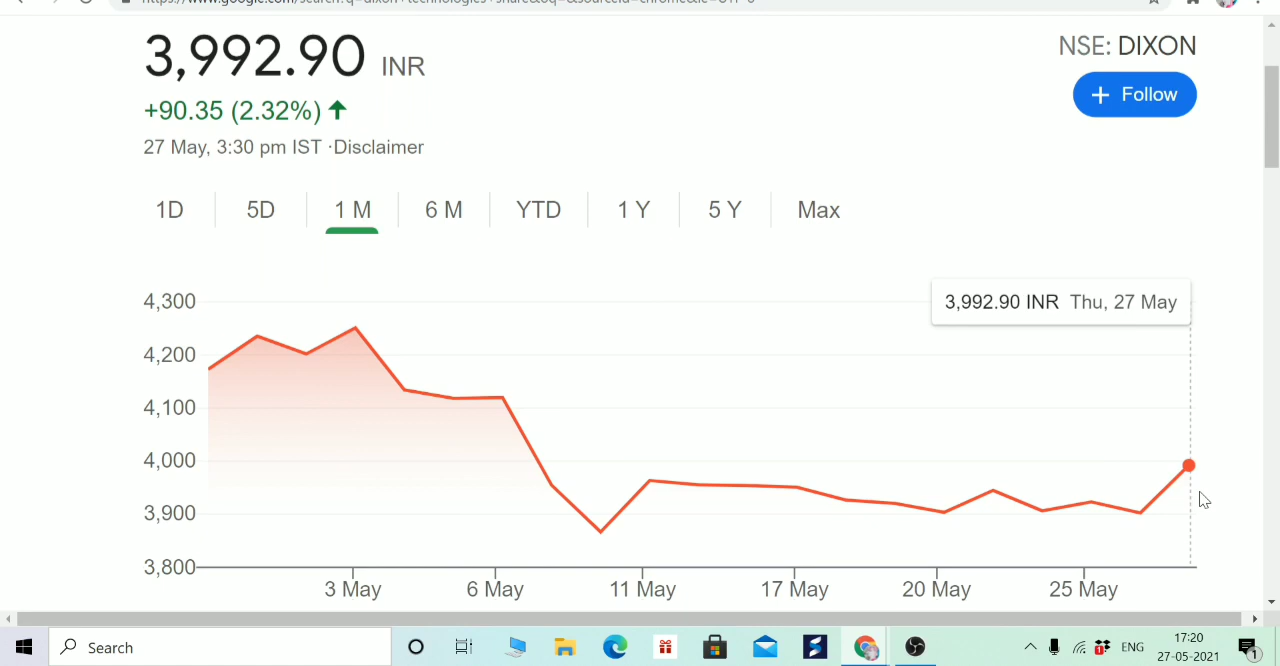 3,992.90 INR
NSE: DIXON
+90.35 (2.32%)
+ Follow
27 May, 3:30 pm IST ·Disclaimer
1D 5D 1 M 6 M YTD 1 Y 5 Y Max
3,992.90 INR Thu, 27 May
4,300
4,200
4,100
4,000
3,900
3,800
3 May 6 May 11 May 17 May 20 May 25 May
Search
ENG
17:20
27-05-2021
1